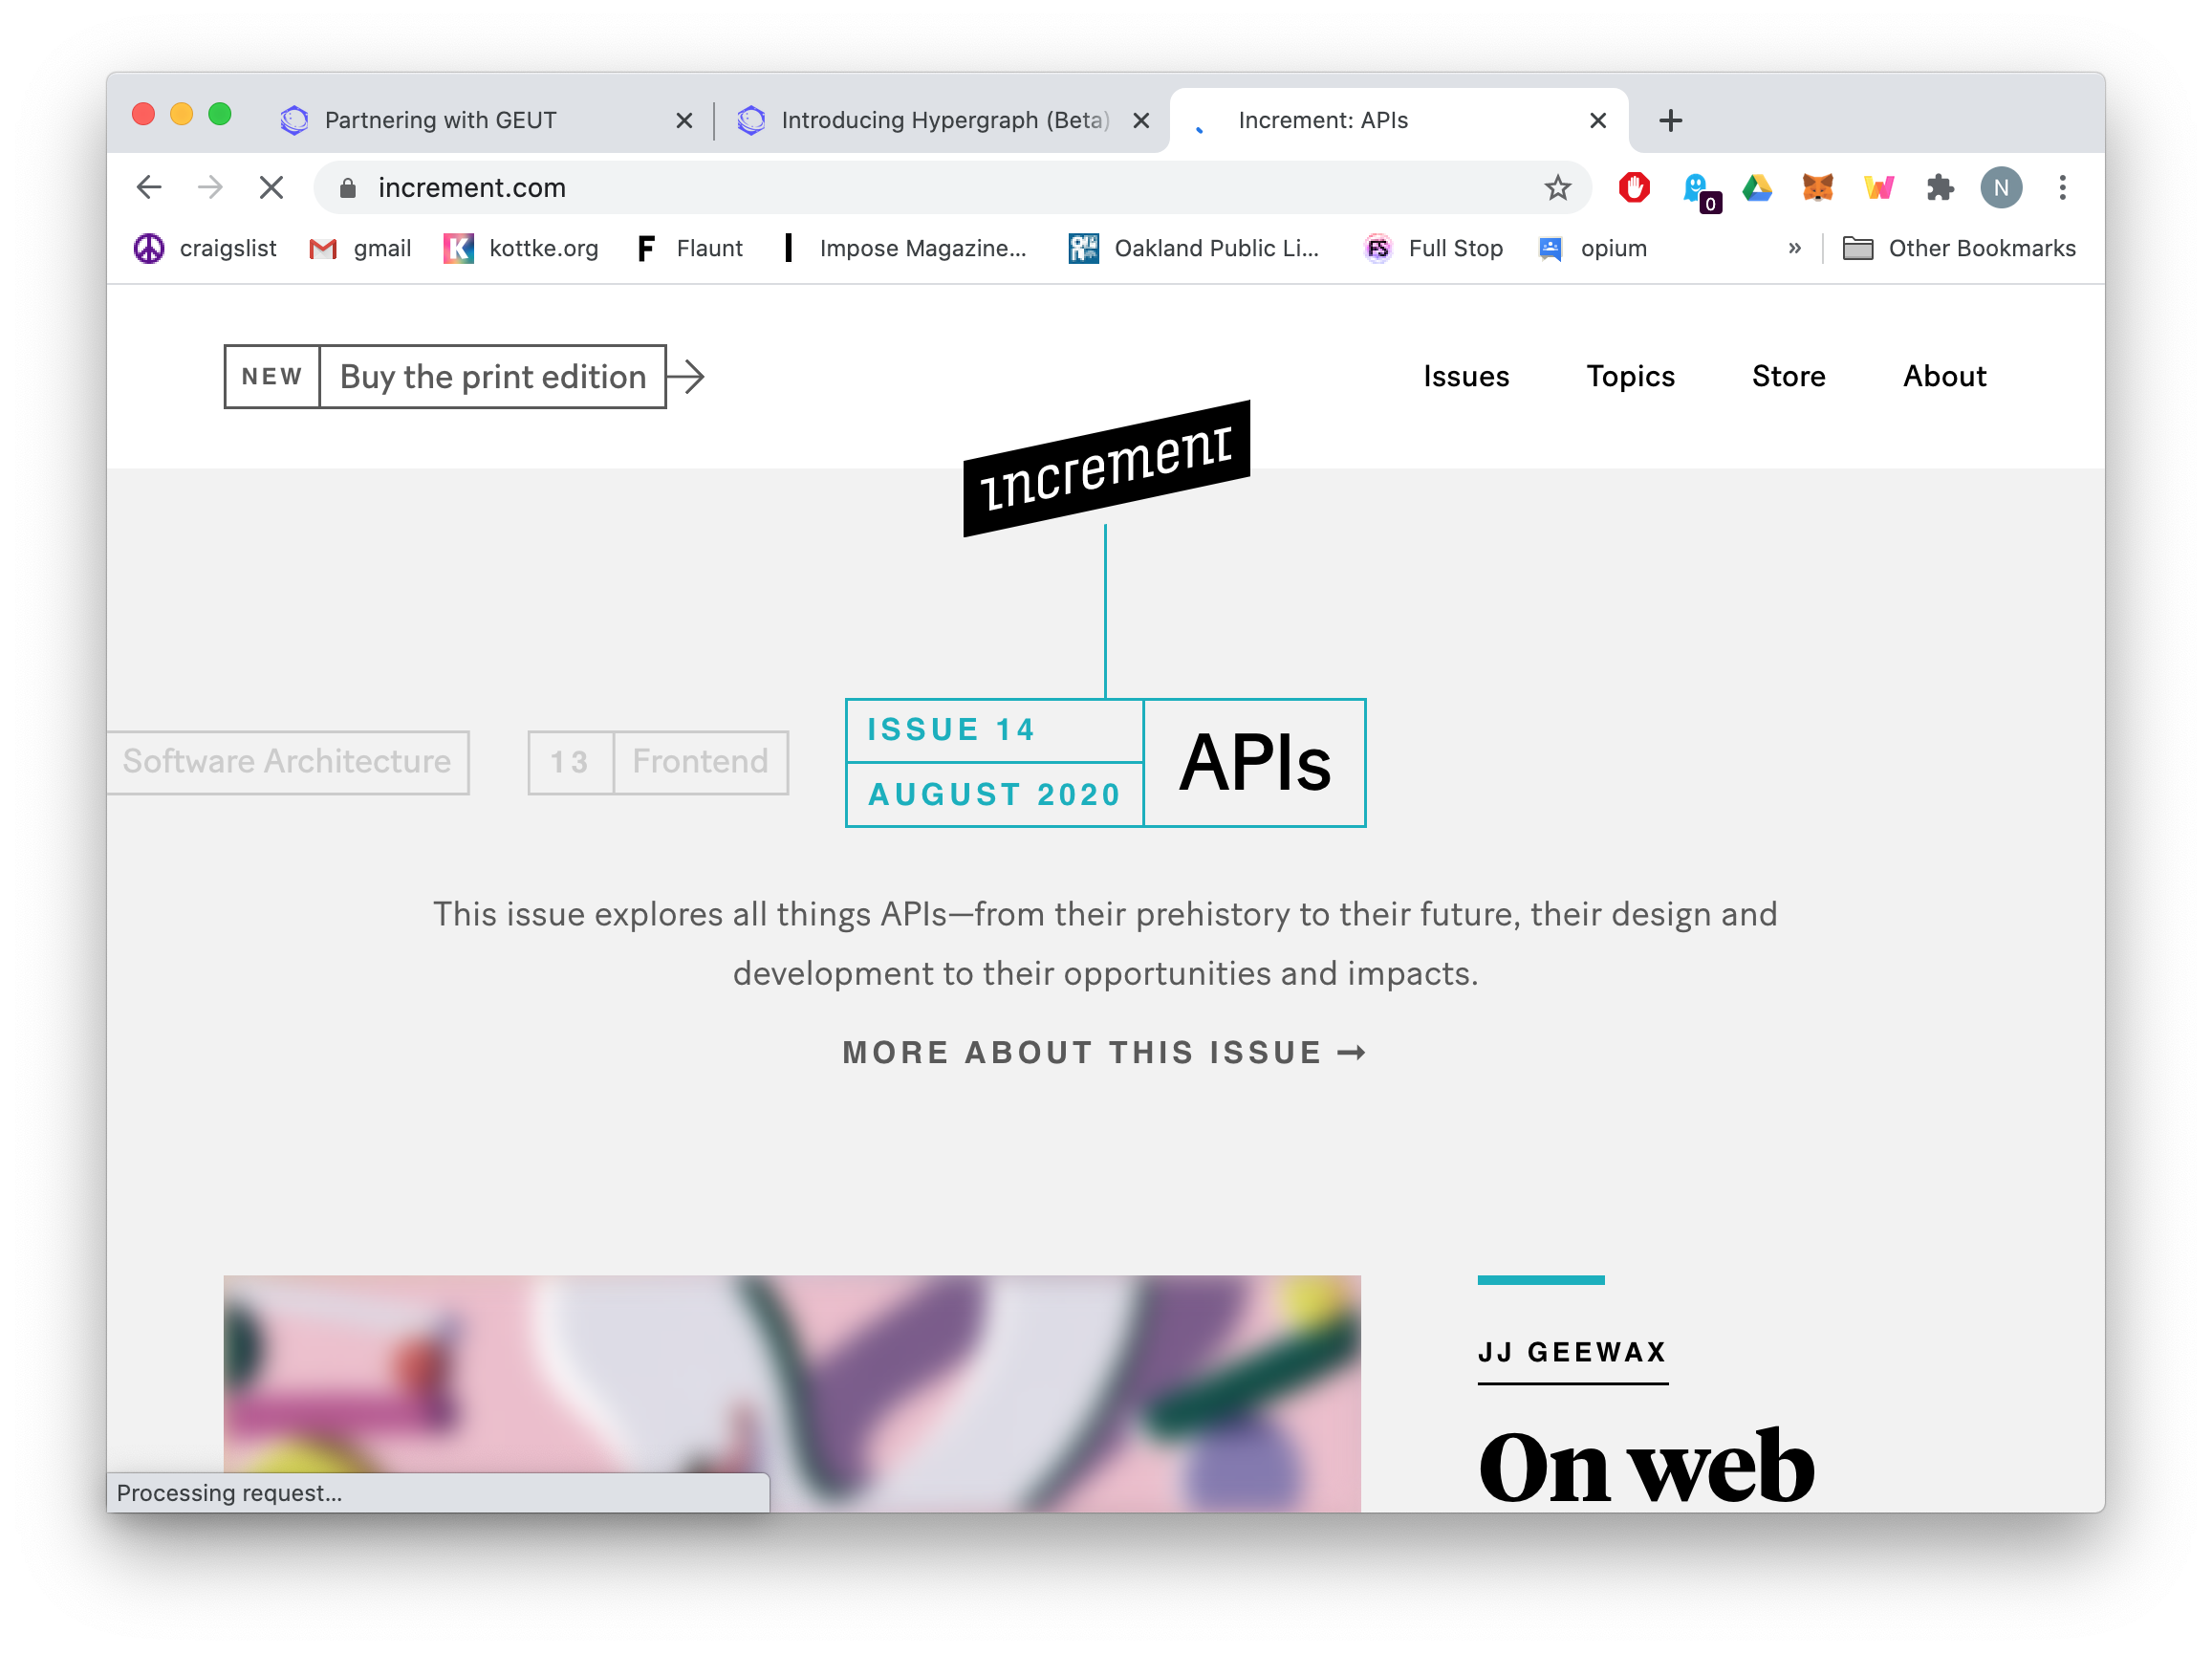 Partnering with GEUT
Introducing Hypergraph (Beta)
Increment: APIs
increment.com
0
N
craigslist
gmail
K
kottke.org
F
Flaunt
Impose Magazine...
Oakland Public Li...
FS
Full Stop
opium
»
Other Bookmarks
NEW
Buy the print edition
Issues
Topics
Store
About
increment
Software Architecture
13
Frontend
ISSUE 14
AUGUST 2020
APIs
This issue explores all things APIs—from their prehistory to their future, their design and
development to their opportunities and impacts.
MORE ABOUT THIS ISSUE →
JJ GEEWAX
On web
Processing request...